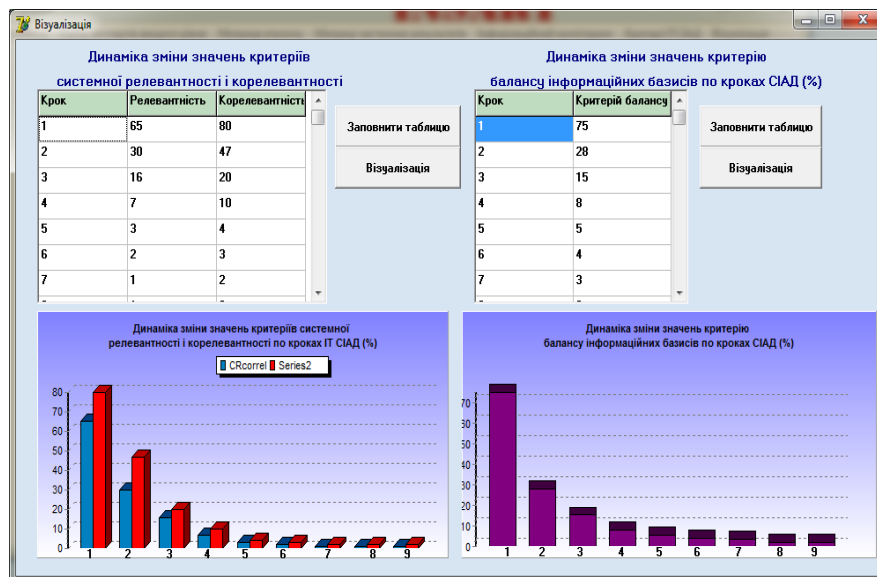 Візуалізація
Динаміка зміни значень критеріїв
системної релевантності і корелевантності
Крок Релевантність Корелевантність
1 65 80
2 30 47
3 16 20
4 7 10
5 3 4
6 2 3
7 1 2
Заповнити таблицю
Візуалізація
Динаміка зміни значень критерію
балансу інформаційних базисів по кроках СІАД (%)
Крок Критерій балансу
1 75
2 28
3 15
4 8
5 5
6 4
7 3
Заповнити таблицю
Візуалізація
Динаміка зміни значень критеріїв системної
релевантності і корелевантності по кроках ІТ СІАД (%)
CRcorrel Series2
80
70
60
50
40
30
20
10
0
1 2 3 4 5 6 7 8 9
Динаміка зміни значень критерію
балансу інформаційних базисів по кроках СІАД (%)
70
60
50
40
30
20
10
0
1 2 3 4 5 6 7 8 9